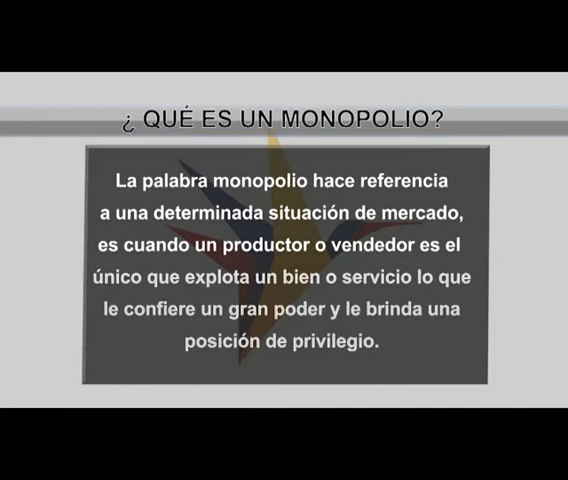 ¿ QUÉ ES UN MONOPOLIO?
La palabra monopolio hace referencia
a una determinada situación de mercado,
es cuando un productor o vendedor es el
único que explota un bien o servicio lo que
le confiere un gran poder y le brinda una
posición de privilegio.